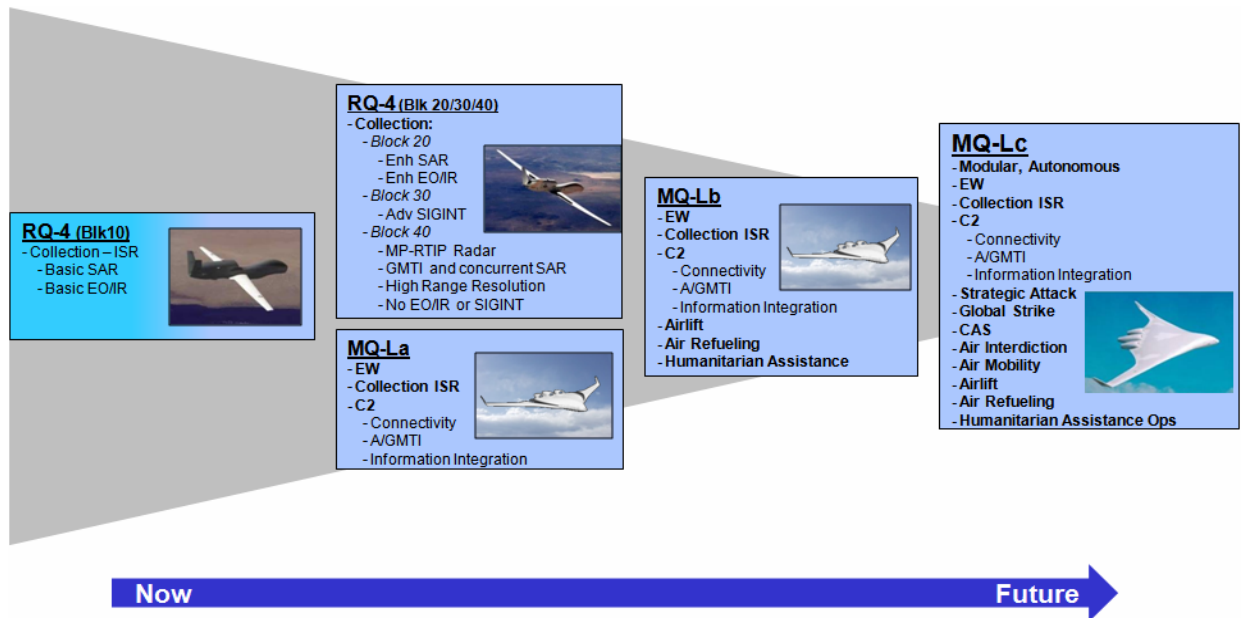 RQ-4 (Blk10)
- Collection – ISR
- Basic SAR
- Basic EO/IR
RQ-4 (Blk 20/30/40)
- Collection:
- Block 20
- Enh SAR
- Enh EO/IR
- Block 30
- Adv SIGINT
- Block 40
- MP-RTIP Radar
- GMTI and concurrent SAR
- High Range Resolution
- No EO/IR or SIGINT
MQ-La
- EW
- Collection ISR
- C2
- Connectivity
- A/GMTI
- Information Integration
MQ-Lb
- EW
- Collection ISR
- C2
- Connectivity
- A/GMTI
- Information Integration
- Airlift
- Air Refueling
- Humanitarian Assistance
MQ-Lc
- Modular, Autonomous
- EW
- Collection ISR
- C2
- Connectivity
- A/GMTI
- Information Integration
- Strategic Attack
- Global Strike
- CAS
- Air Interdiction
- Air Mobility
- Airlift
- Air Refueling
- Humanitarian Assistance Ops
Now
Future